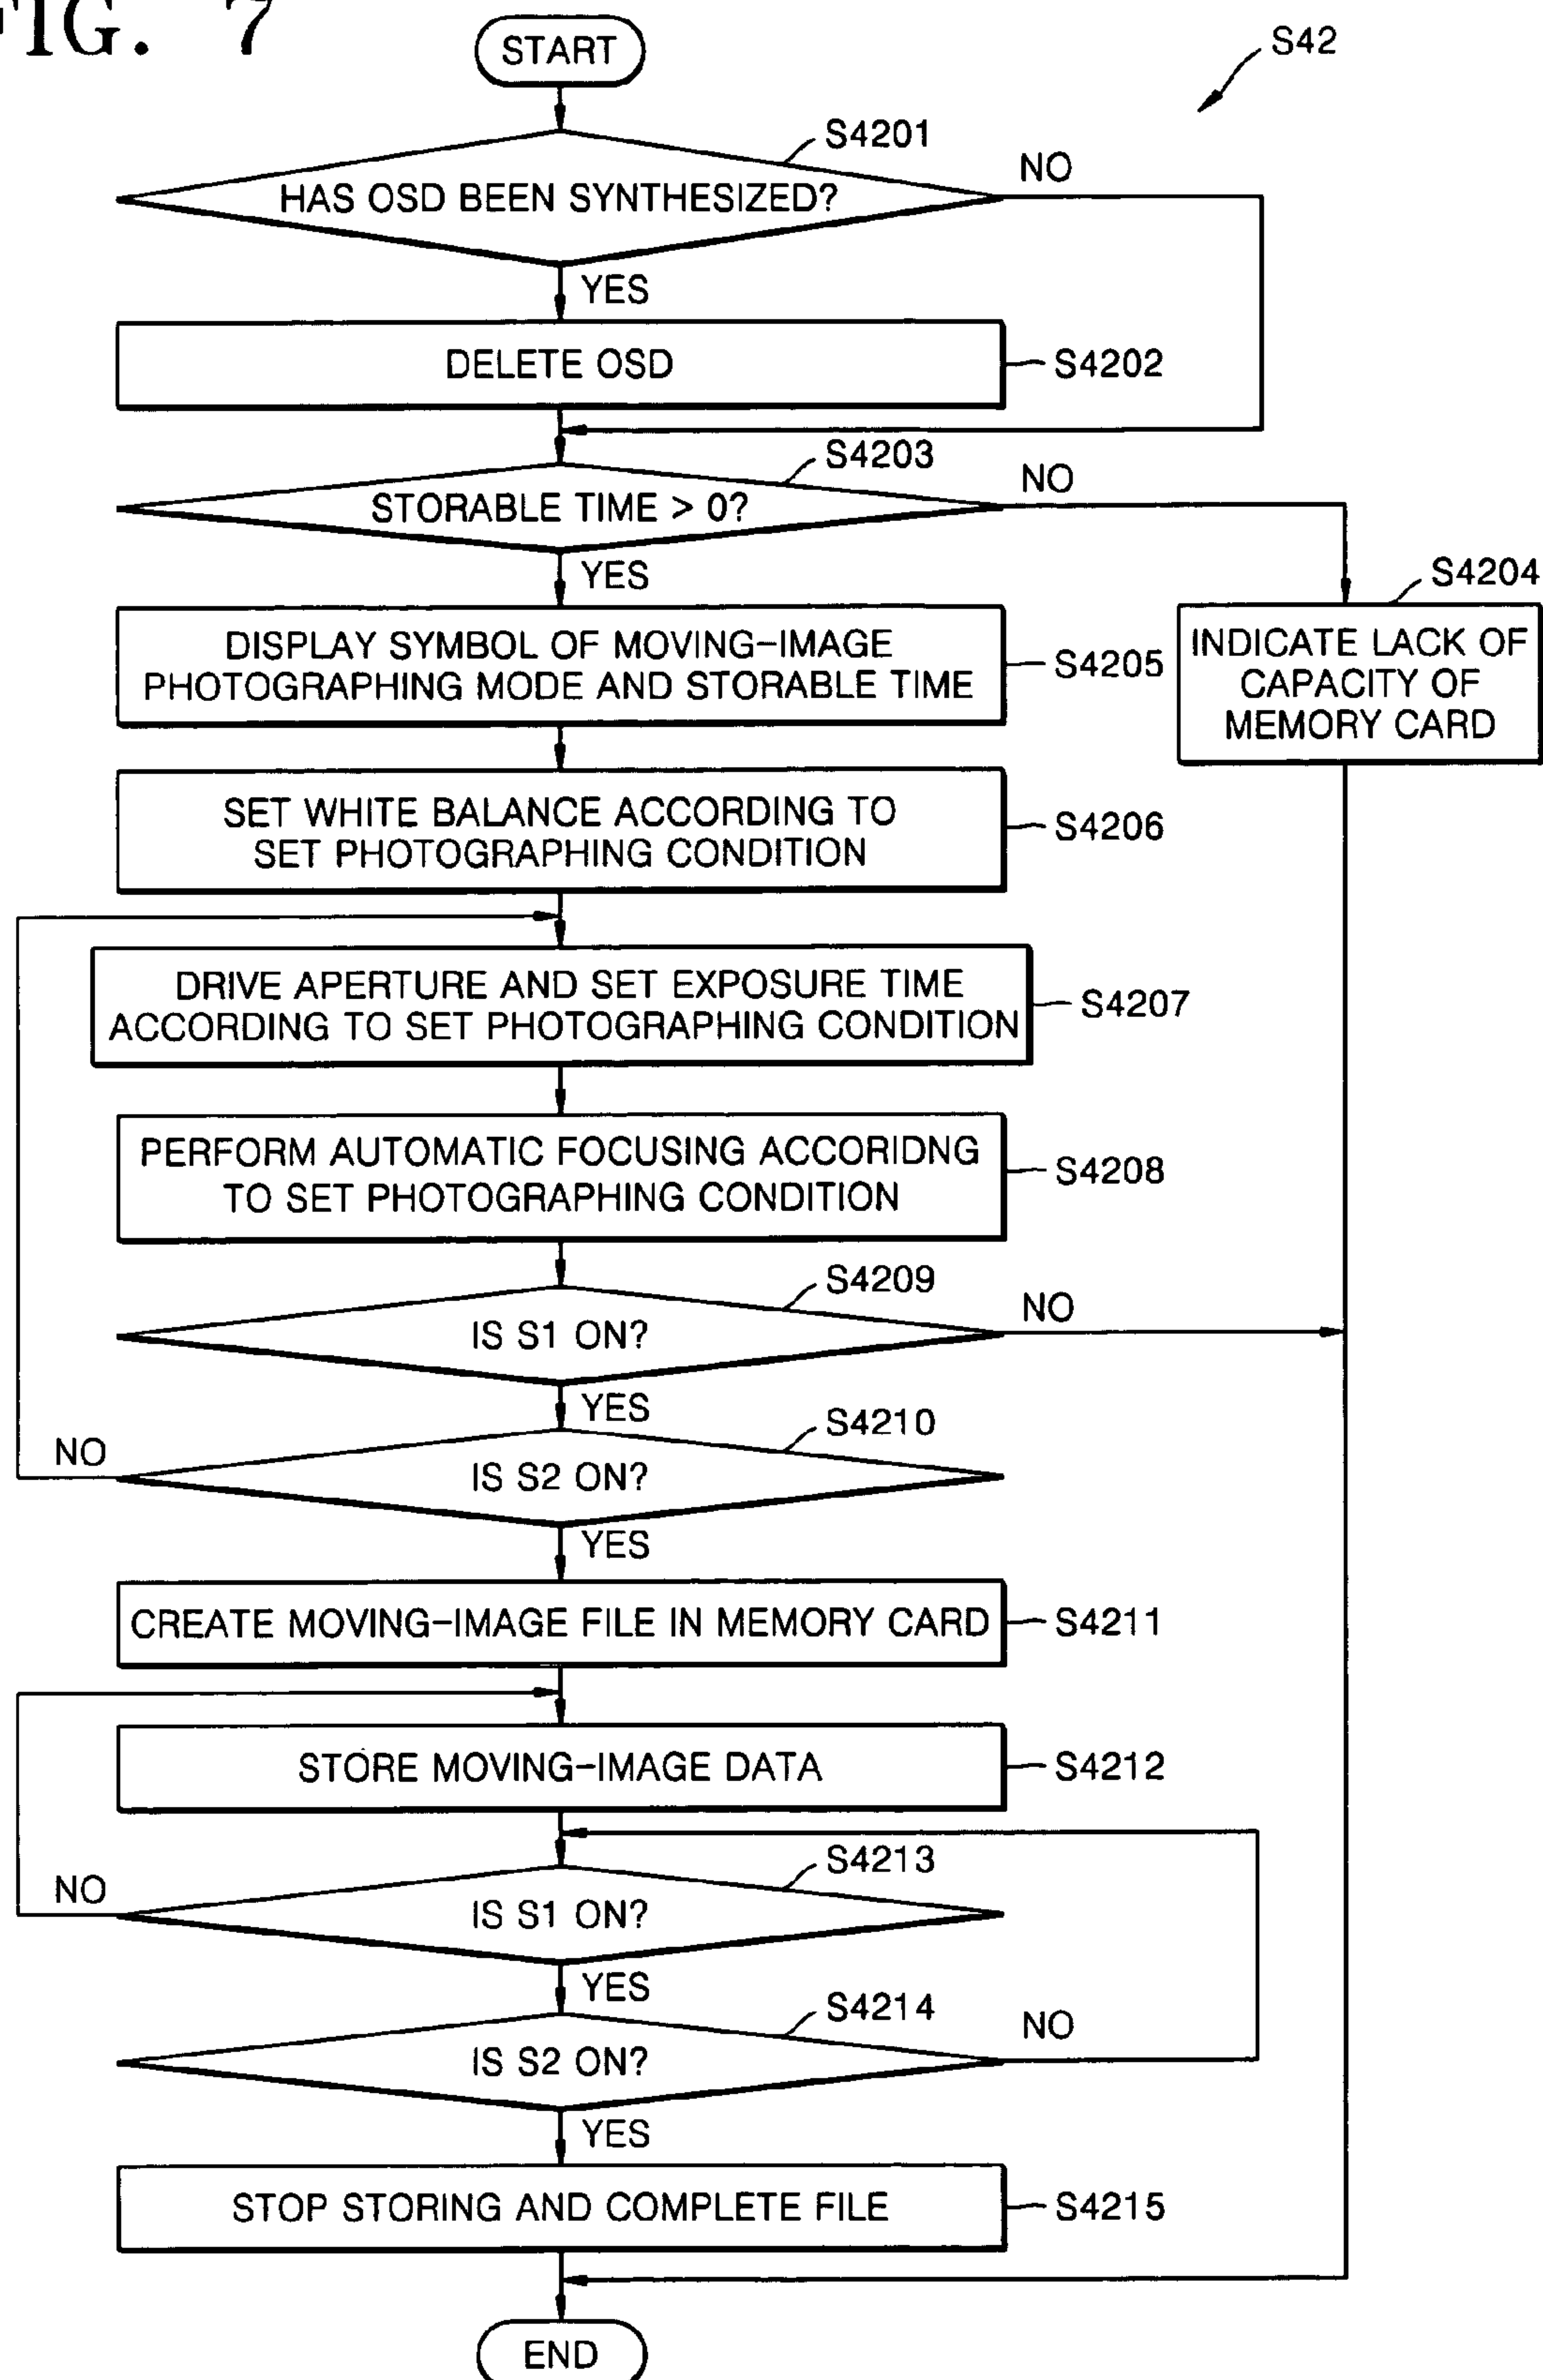 FIG. 7
START
S42
S4201
HAS OSD BEEN SYNTHESIZED?
NO
YES
DELETE OSD
S4202
S4203
STORABLE TIME > 0?
NO
YES
S4204
INDICATE LACK OF
CAPACITY OF
MEMORY CARD
DISPLAY SYMBOL OF MOVING-IMAGE
PHOTOGRAPHING MODE AND STORABLE TIME
S4205
SET WHITE BALANCE ACCORDING TO
SET PHOTOGRAPHING CONDITION
S4206
DRIVE APERTURE AND SET EXPOSURE TIME
ACCORDING TO SET PHOTOGRAPHING CONDITION
S4207
PERFORM AUTOMATIC FOCUSING ACCORIDNG
TO SET PHOTOGRAPHING CONDITION
S4208
S4209
IS S1 ON?
NO
YES
S4210
NO
IS S2 ON?
YES
CREATE MOVING-IMAGE FILE IN MEMORY CARD
S4211
STORE MOVING-IMAGE DATA
S4212
S4213
NO
IS S1 ON?
YES
S4214
NO
IS S2 ON?
YES
STOP STORING AND COMPLETE FILE
S4215
END